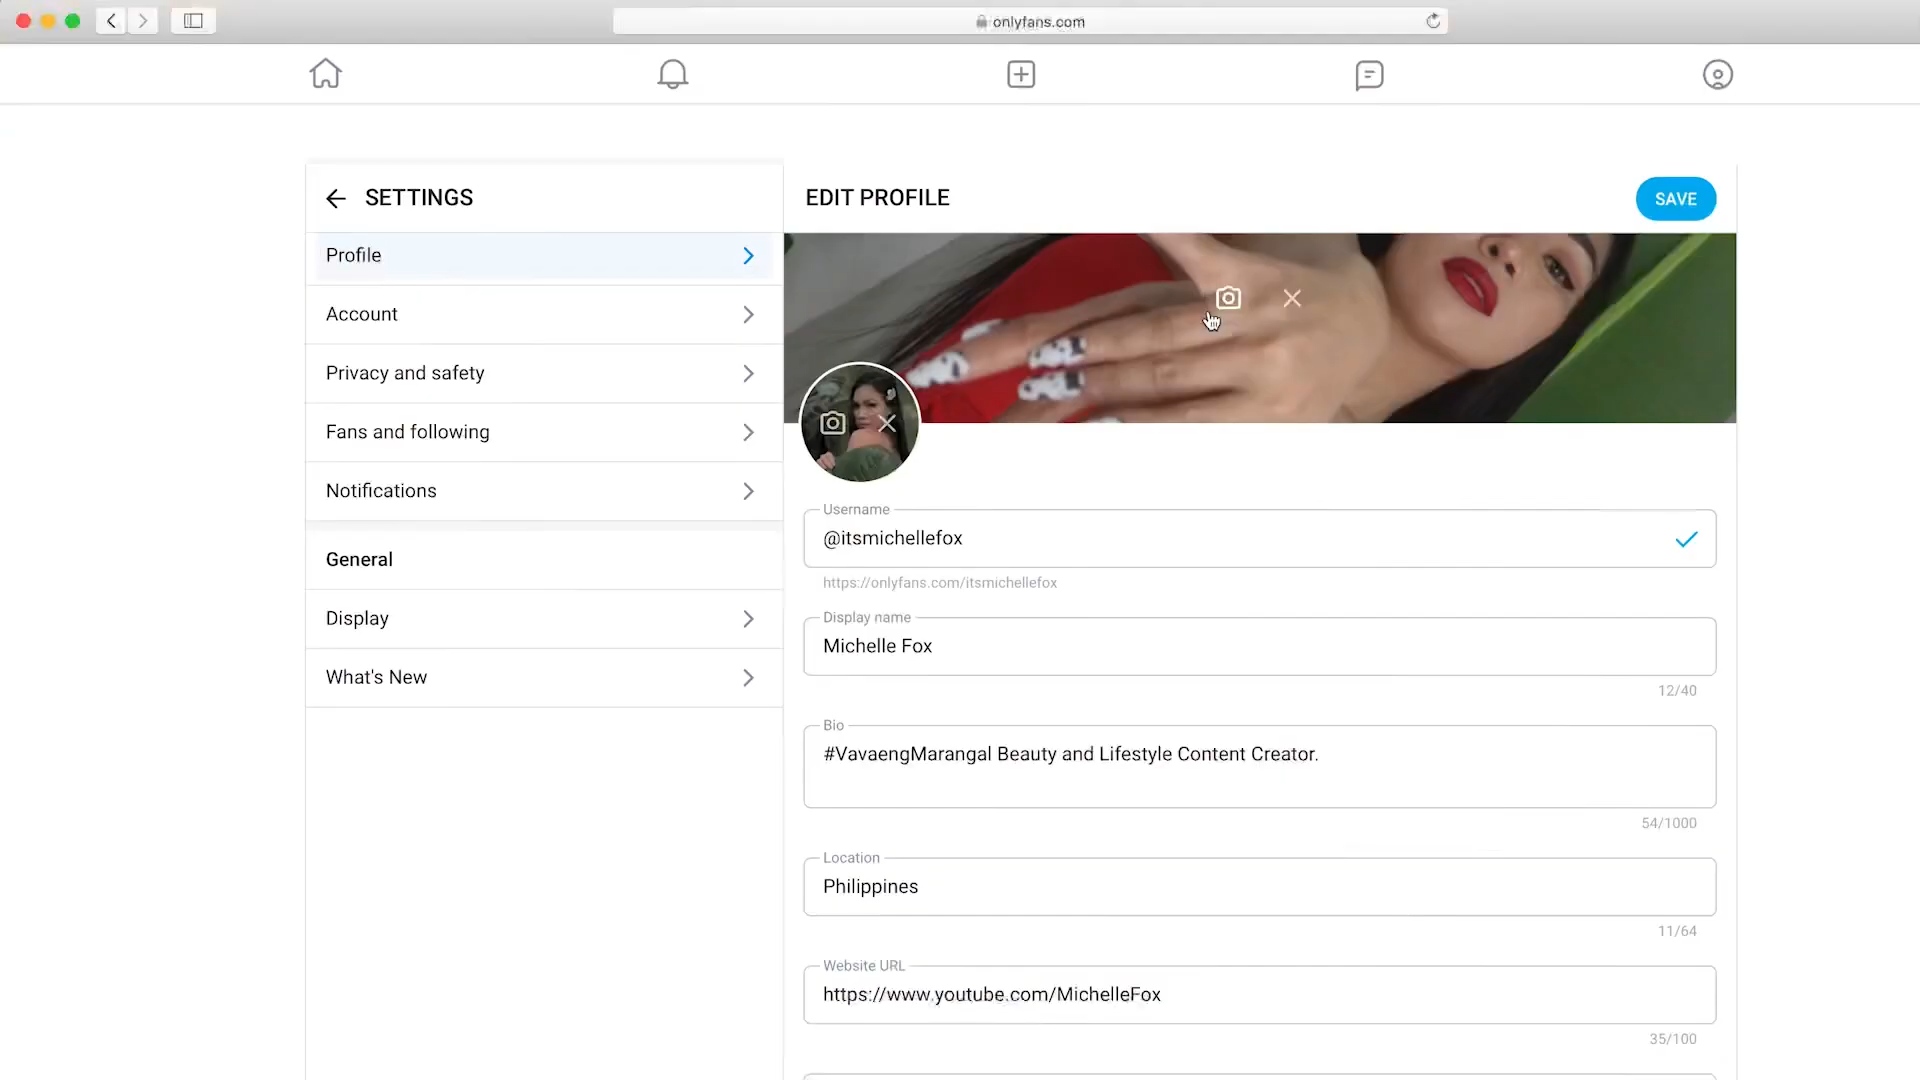 onlyfans.com
SETTINGS
Profile
Account
Privacy and safety
Fans and following
Notifications
General
Display
What's New
EDIT PROFILE
SAVE
Username
@itsmichellefox
https://onlyfans.com/itsmichellefox
Display name
Michelle Fox
12/40
Bio
#VavaengMarangal Beauty and Lifestyle Content Creator.
54/1000
Location
Philippines
11/64
Website URL
https://www.youtube.com/MichelleFox
35/100